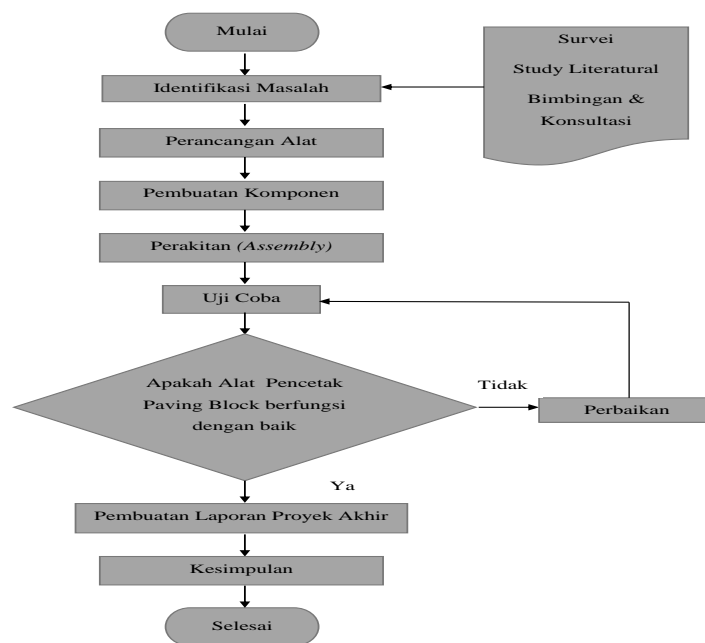 Mulai
Survei
Study Literatural
Bimbingan &
Konsultasi
Identifikasi Masalah
Perancangan Alat
Pembuatan Komponen
Perakitan (Assembly)
Uji Coba
Apakah Alat Pencetak
Paving Block berfungsi
dengan baik
Tidak
Perbaikan
Ya
Pembuatan Laporan Proyek Akhir
Kesimpulan
Selesai